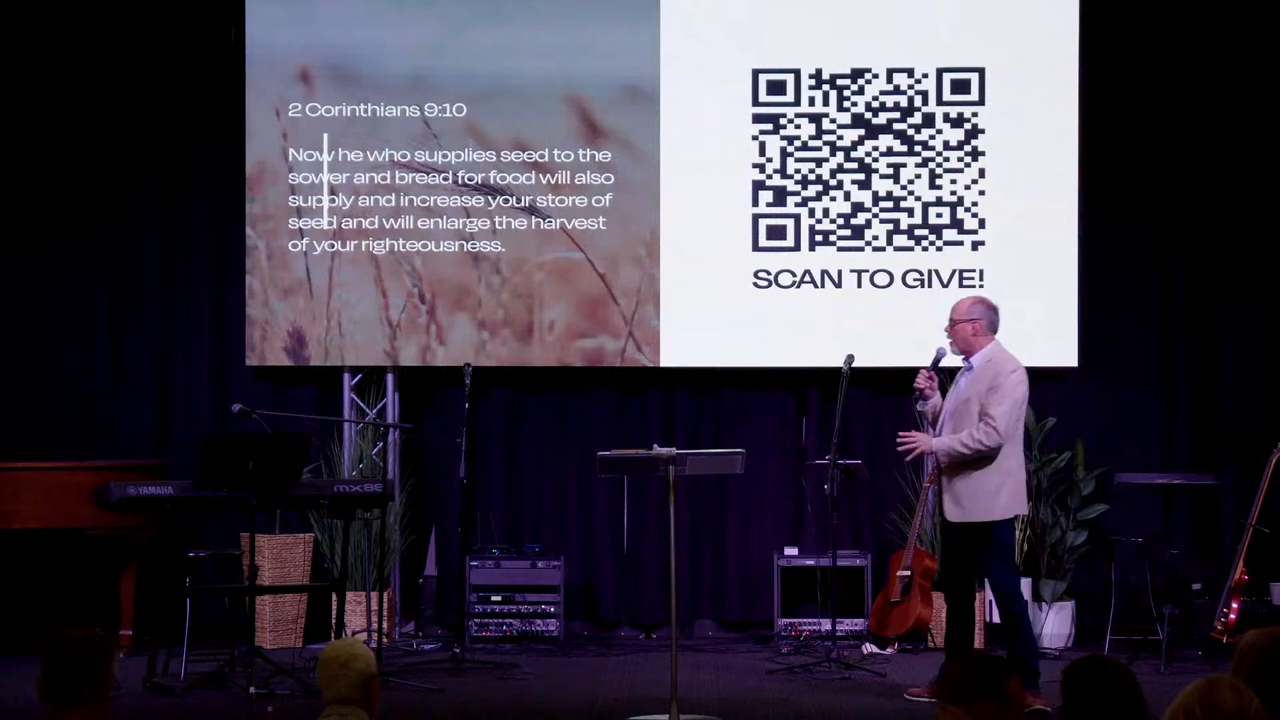 2 Corinthians 9:10
Now he who supplies seed to the
sower and bread for food will also
supply and increase your store of
seed and will enlarge the harvest
of your righteousness.
SCAN TO GIVE!
YAMAHA